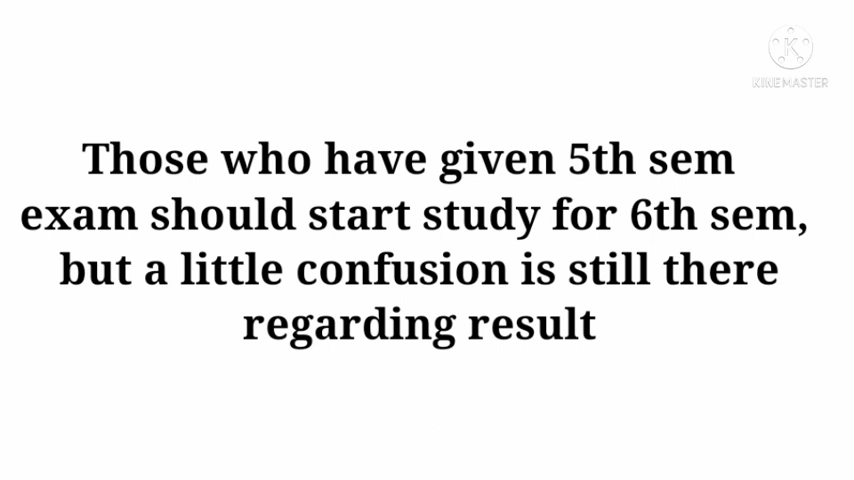 KINEMASTER
Those who have given 5th sem
exam should start study for 6th sem,
but a little confusion is still there
regarding result